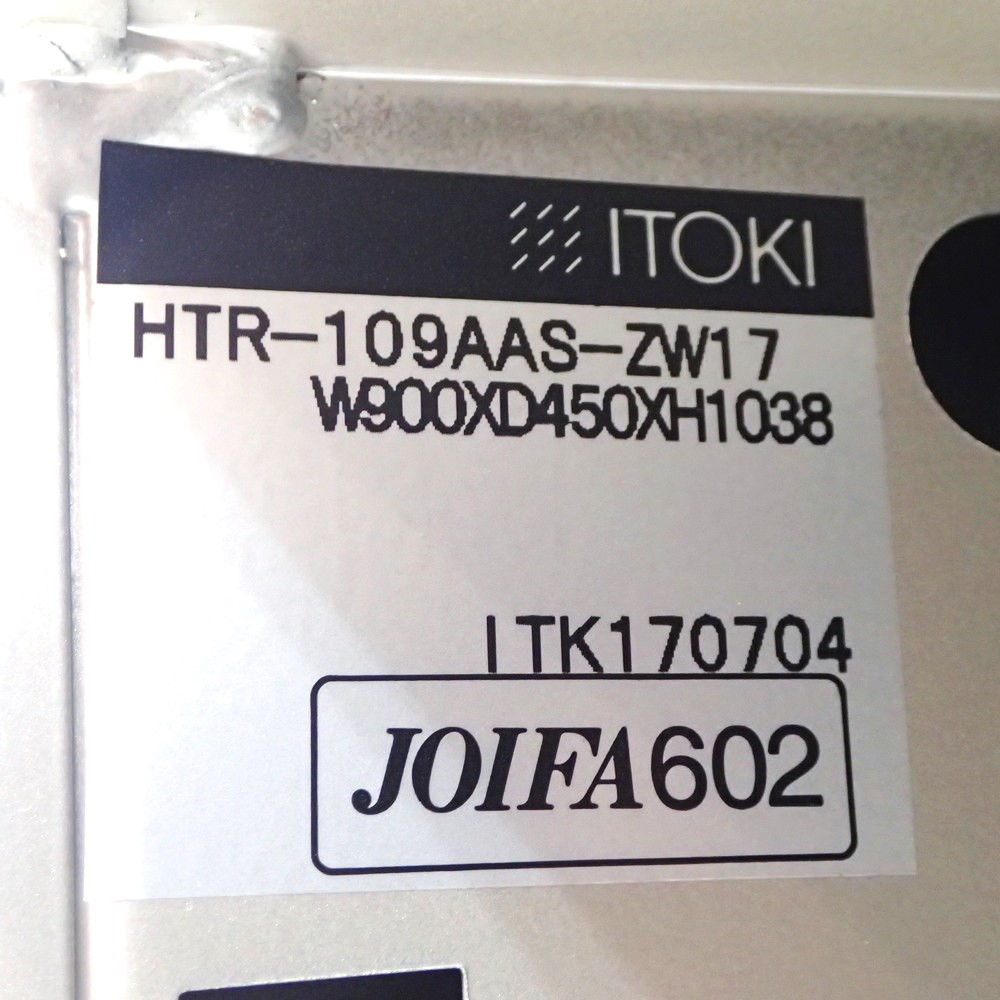 ITOKI
HTR-109AAS-ZW17
W900XD450XH1038
ITK170704
JOIFA602